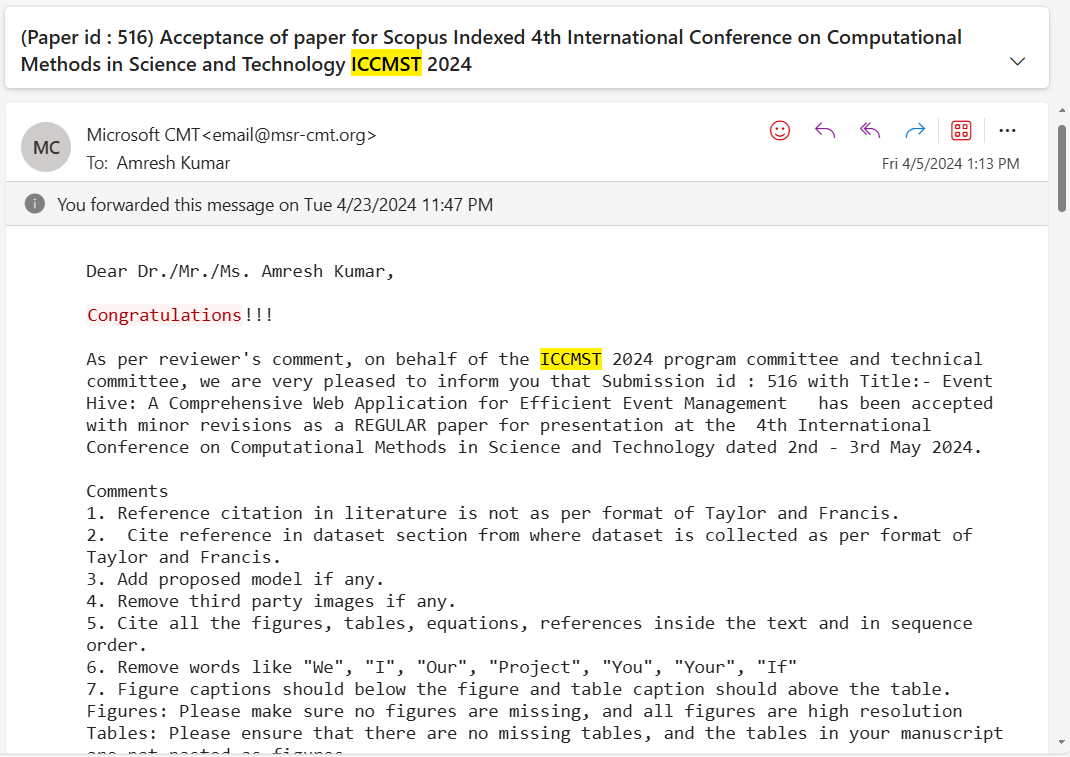 (Paper id : 516) Acceptance of paper for Scopus Indexed 4th International Conference on Computational
Methods in Science and Technology ICCMST 2024
MC
Microsoft CMT<email@msr-cmt.org>
To: Amresh Kumar
Fri 4/5/2024 1:13 PM
You forwarded this message on Tue 4/23/2024 11:47 PM
Dear Dr./Mr./Ms. Amresh Kumar,
Congratulations!!!
As per reviewer's comment, on behalf of the ICCMST 2024 program committee and technical
committee, we are very pleased to inform you that Submission id : 516 with Title:- Event
Hive: A Comprehensive Web Application for Efficient Event Management   has been accepted
with minor revisions as a REGULAR paper for presentation at the  4th International
Conference on Computational Methods in Science and Technology dated 2nd - 3rd May 2024.
Comments
1. Reference citation in literature is not as per format of Taylor and Francis.
2.  Cite reference in dataset section from where dataset is collected as per format of
Taylor and Francis.
3. Add proposed model if any.
4. Remove third party images if any.
5. Cite all the figures, tables, equations, references inside the text and in sequence
order.
6. Remove words like "We", "I", "Our", "Project", "You", "Your", "If"
7. Figure captions should below the figure and table caption should above the table.
Figures: Please make sure no figures are missing, and all figures are high resolution
Tables: Please ensure that there are no missing tables, and the tables in your manuscript
are not pasted as figures